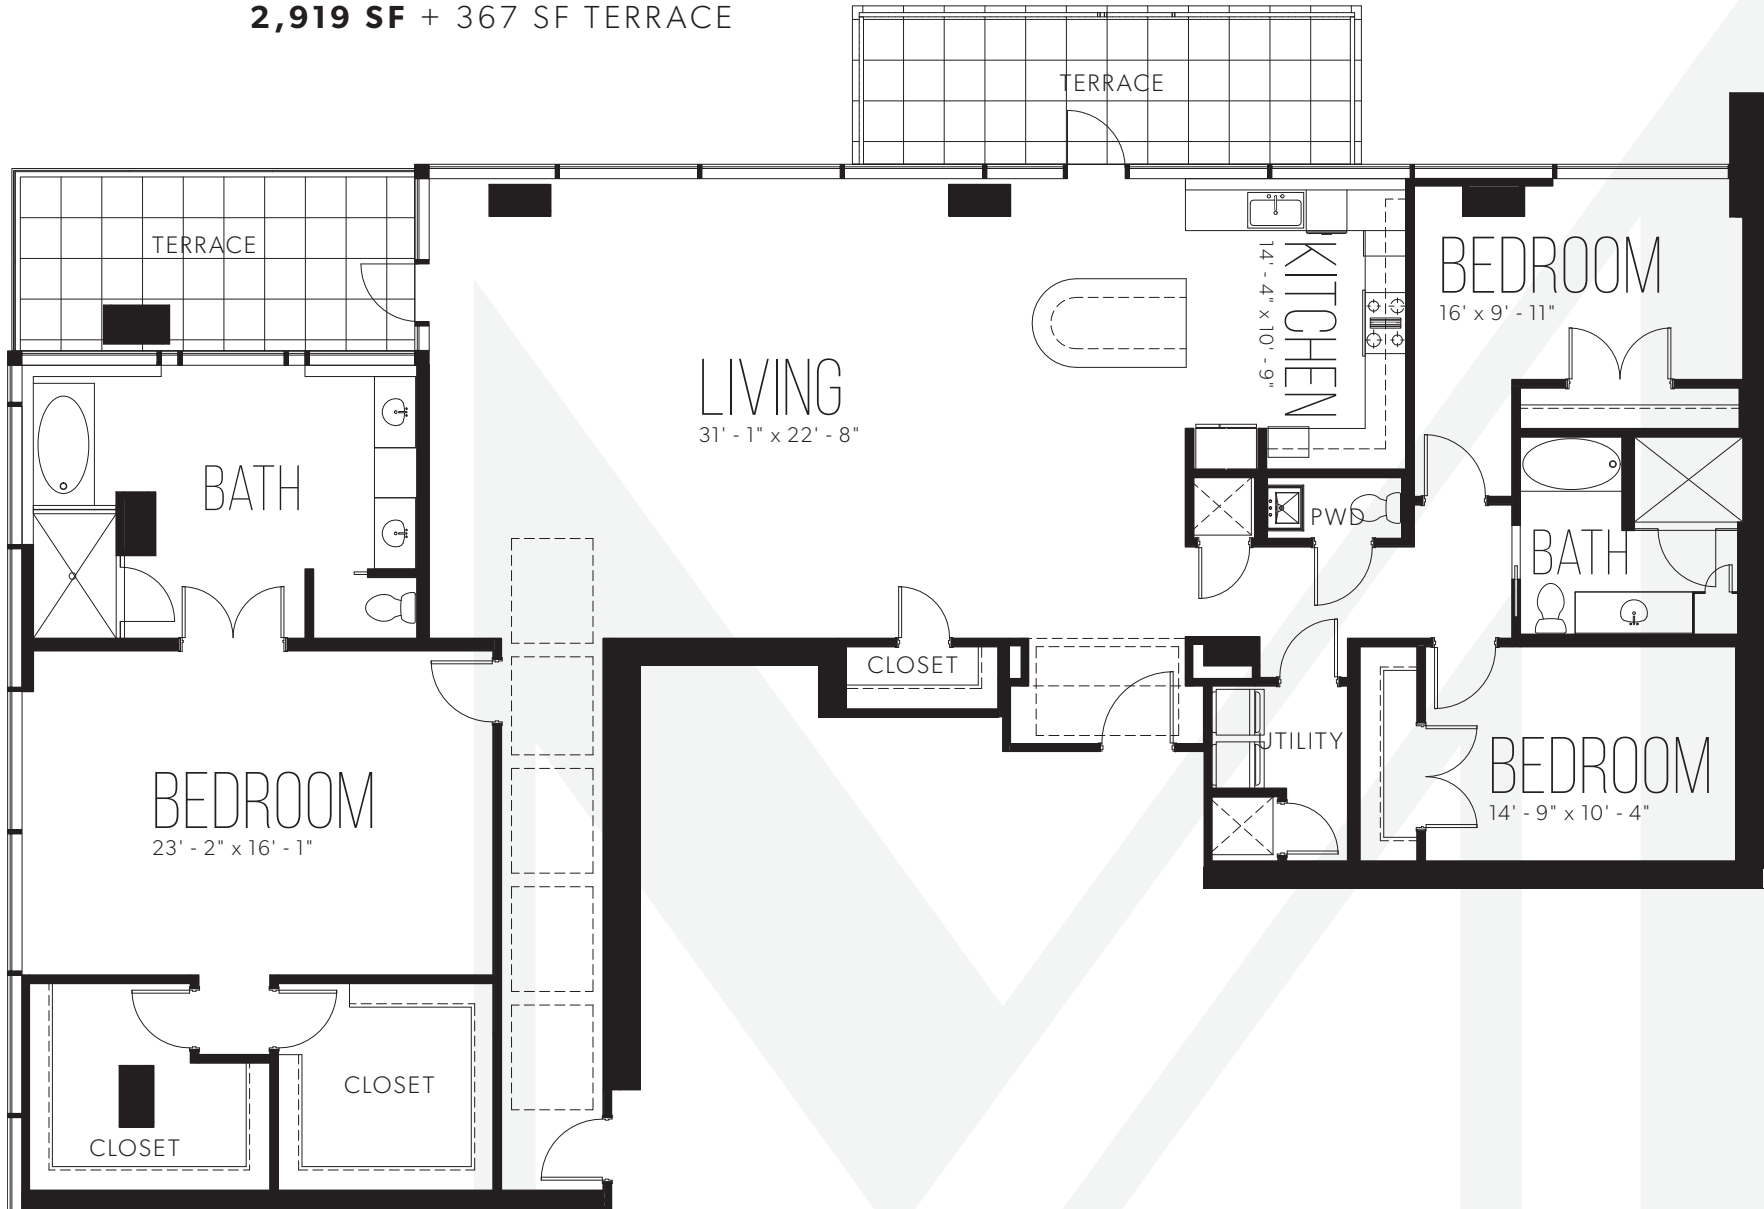 2,919 SF + 367 SF TERRACE
TERRACE
TERRACE
BEDROOM
16' x 9' - 11"
KITCHEN
14' - 4" x 10' - 9"
LIVING
31' - 1" x 22' - 8"
BATH
PWD
BATH
CLOSET
UTILITY
BEDROOM
14' - 9" x 10' - 4"
BEDROOM
23' - 2" x 16' - 1"
CLOSET
CLOSET